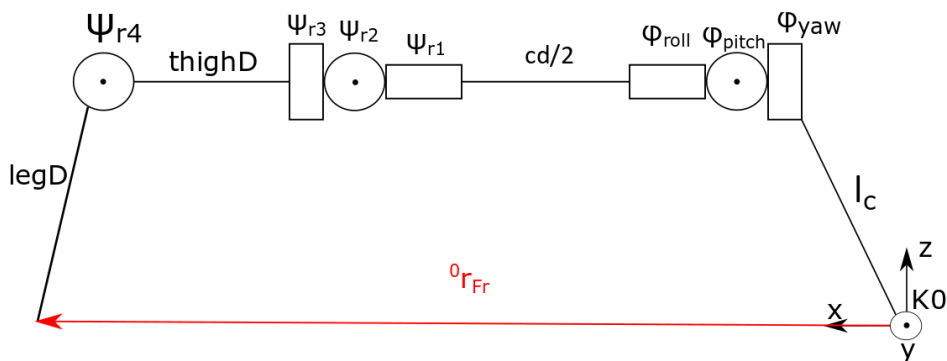 Ψr4
thighD
Ψr3
Ψr2
Ψr1
cd/2
φroll
φpitch
φyaw
legD
lc
0rFr
z
x
K0
y